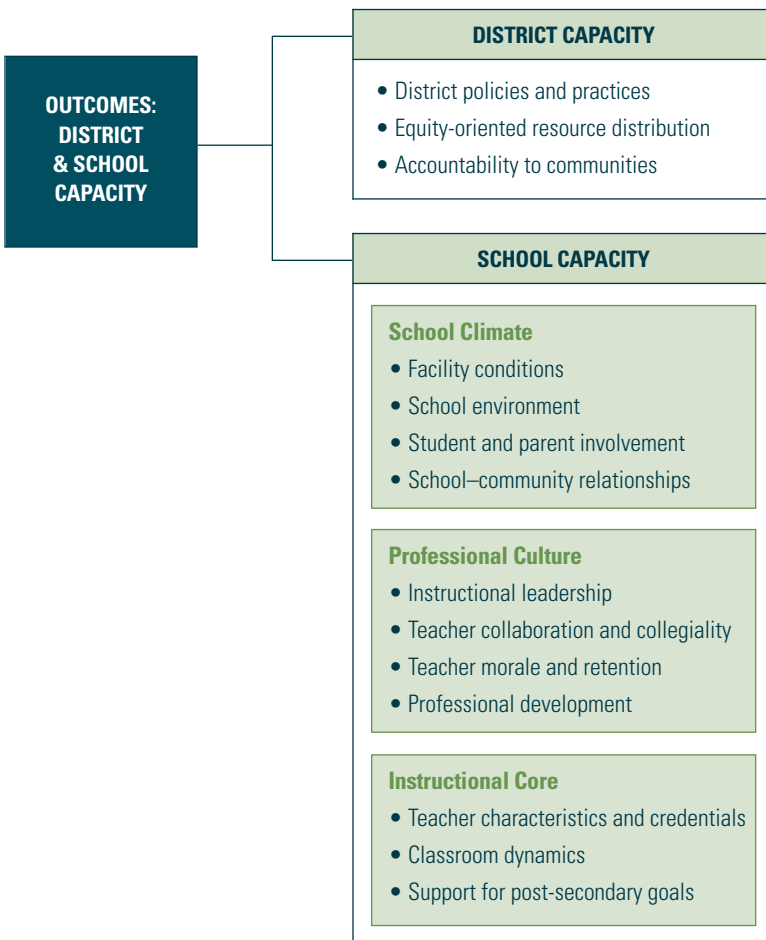 OUTCOMES:
DISTRICT
& SCHOOL
CAPACITY
DISTRICT CAPACITY
• District policies and practices
• Equity-oriented resource distribution
• Accountability to communities
SCHOOL CAPACITY
School Climate
• Facility conditions
• School environment
• Student and parent involvement
• School–community relationships
Professional Culture
• Instructional leadership
• Teacher collaboration and collegiality
• Teacher morale and retention
• Professional development
Instructional Core
• Teacher characteristics and credentials
• Classroom dynamics
• Support for post-secondary goals